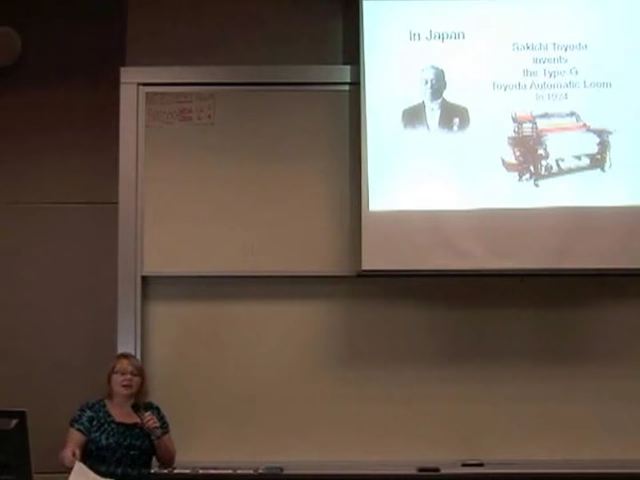 In Japan
Sakichi Toyoda
invents
the Type-G
Toyoda Automatic Loom
in 1924